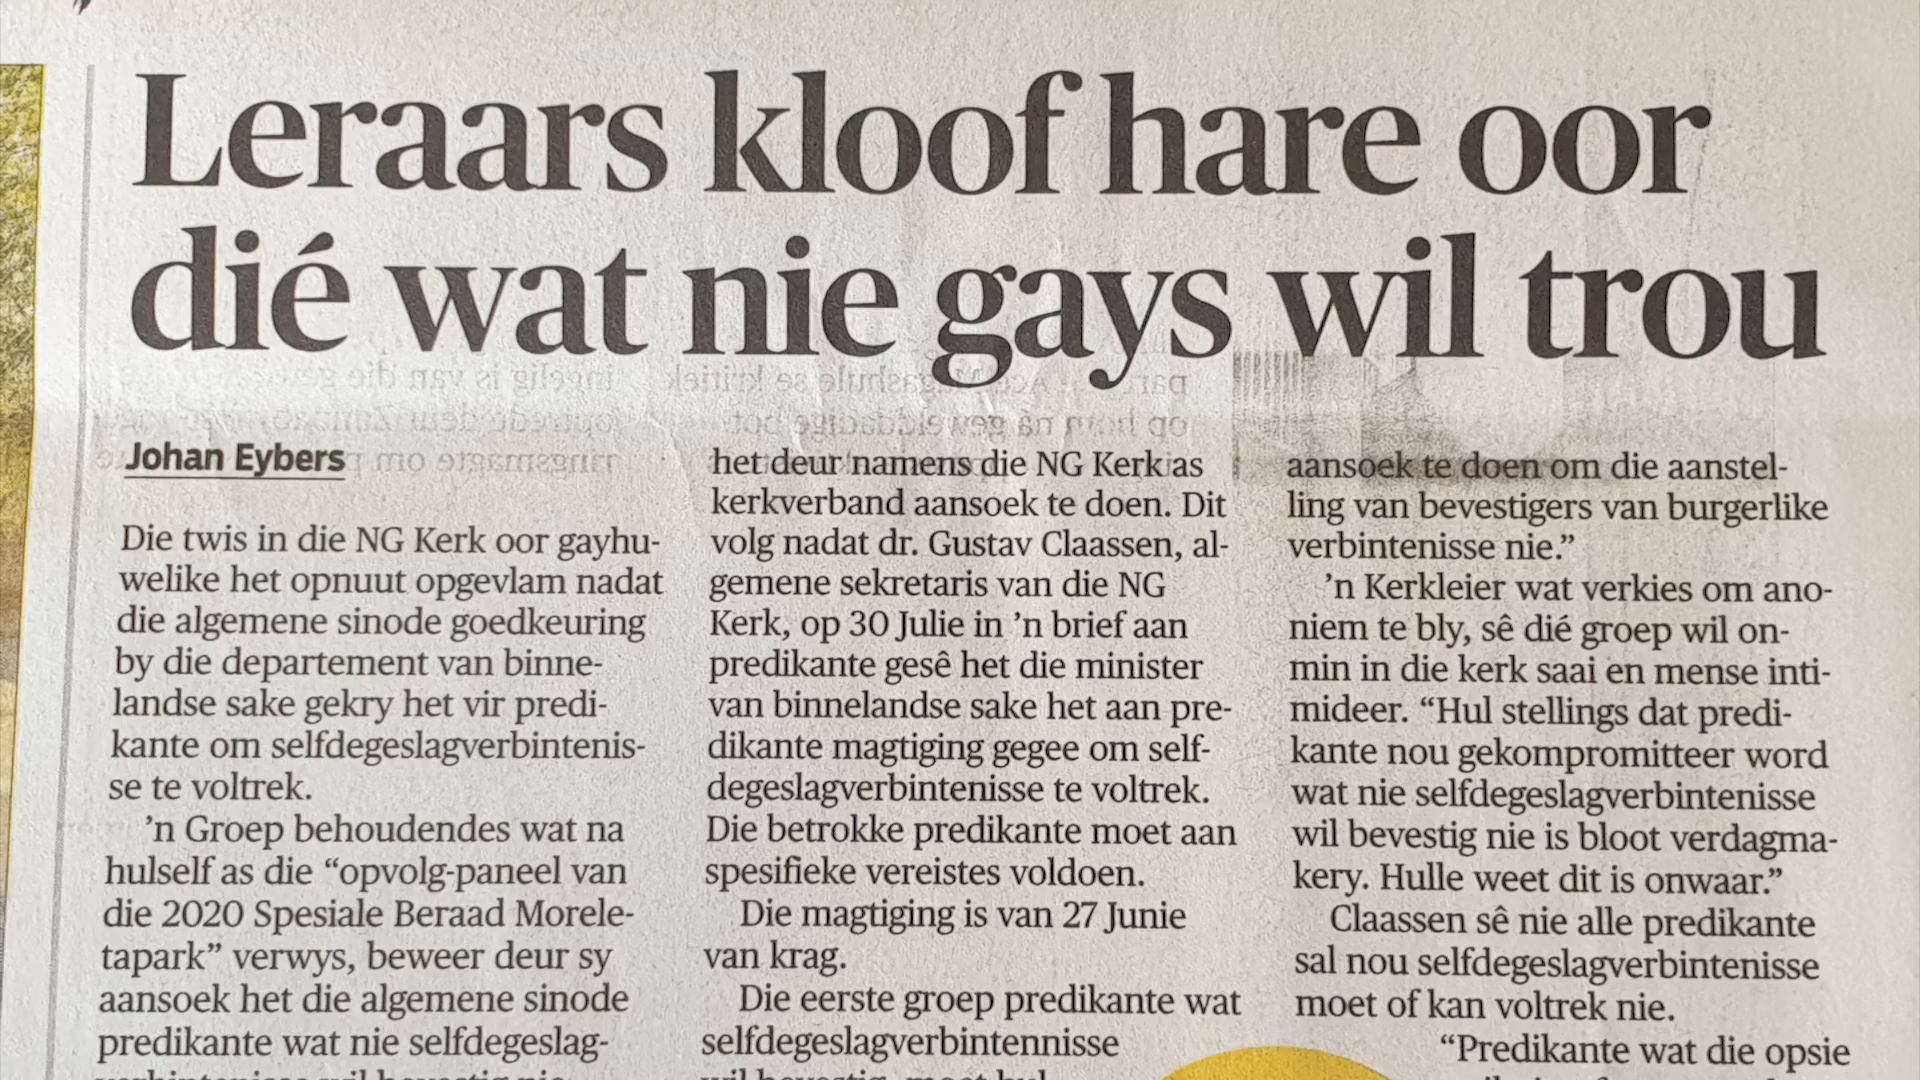 Leraars kloof hare oor
dié wat nie gays wil trou
Johan Eybers
Die twis in die NG Kerk oor gayhu-
welike het opnuut opgevlam nadat
die algemene sinode goedkeuring
by die departement van binne-
landse sake gekry het vir predi-
kante om selfdegeslagverbintenis-
se te voltrek.
’n Groep behoudendes wat na
hulself as die “opvolg-paneel van
die 2020 Spesiale Beraad Morele-
tapark” verwys, beweer deur sy
aansoek het die algemene sinode
predikante wat nie selfdegeslag-
het deur namens die NG Kerk as
kerkverband aansoek te doen. Dit
volg nadat dr. Gustav Claassen, al-
gemene sekretaris van die NG
Kerk, op 30 Julie in ’n brief aan
predikante gesê het die minister
van binnelandse sake het aan pre-
dikante magtiging gegee om self-
degeslagverbintenisse te voltrek.
Die betrokke predikante moet aan
spesifieke vereistes voldoen.
Die magtiging is van 27 Junie
van krag.
Die eerste groep predikante wat
selfdegeslagverbintennisse
aansoek te doen om die aanstel-
ling van bevestigers van burgerlike
verbintenisse nie.”
’n Kerkleier wat verkies om ano-
niem te bly, sê dié groep wil on-
min in die kerk saai en mense inti-
mideer. “Hul stellings dat predi-
kante nou gekompromitteer word
wat nie selfdegeslagverbintenisse
wil bevestig nie is bloot verdagma-
kery. Hulle weet dit is onwaar.”
Claassen sê nie alle predikante
sal nou selfdegeslagverbintenisse
moet of kan voltrek nie.
“Predikante wat die opsie